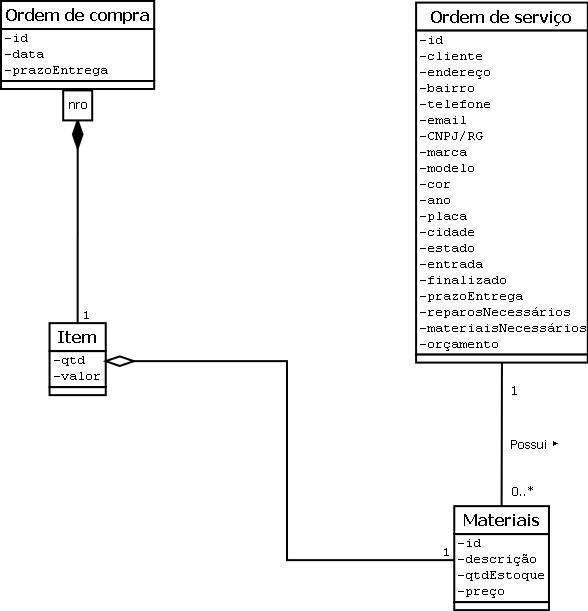 Ordem de compra
-id
-data
-prazoEntrega
nro
1
Item
-qtd
-valor
Ordem de serviço
-id
-cliente
-endereço
-bairro
-telefone
-email
-CNPJ/RG
-marca
-modelo
-cor
-ano
-placa
-cidade
-estado
-entrada
-finalizado
-prazoEntrega
-reparosNecessários
-materiaisNecessários
-orçamento
1
Possui ▸
0..*
1
Materiais
-id
-descrição
-qtdEstoque
-preço